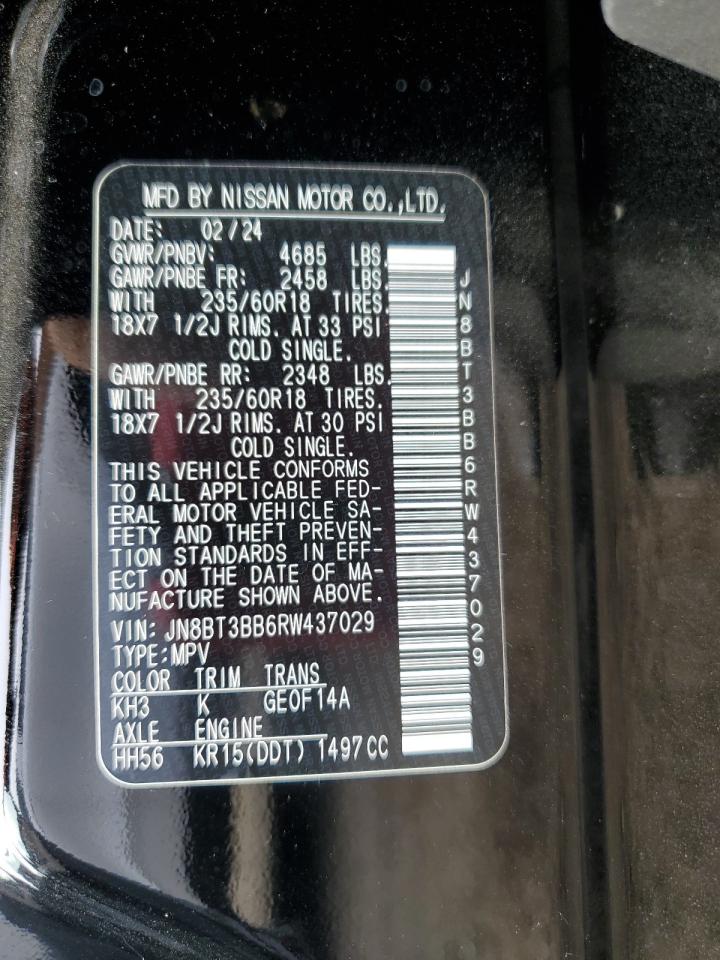 MFD BY NISSAN MOTOR CO.,LTD.
DATE: 02/24
GVWR/PNBV: 4685 LBS.
GAWR/PNBE FR: 2458 LBS.
WITH 235/60R18 TIRES.
18X7 1/2J RIMS. AT 33 PSI
COLD SINGLE.
GAWR/PNBE RR: 2348 LBS.
WITH 235/60R18 TIRES.
18X7 1/2J RIMS. AT 30 PSI
COLD SINGLE.
THIS VEHICLE CONFORMS
TO ALL APPLICABLE FED-
ERAL MOTOR VEHICLE SA-
FETY AND THEFT PREVEN-
TION STANDARDS IN EFF-
ECT ON THE DATE OF MA-
NUFACTURE SHOWN ABOVE.
VIN: JN8BT3BB6RW437029
TYPE:MPV
COLOR TRIM TRANS
KH3 K GE0F14A
AXLE ENGINE
HH56 KR15(DDT) 1497CC
JN8BT3BB6RW437029